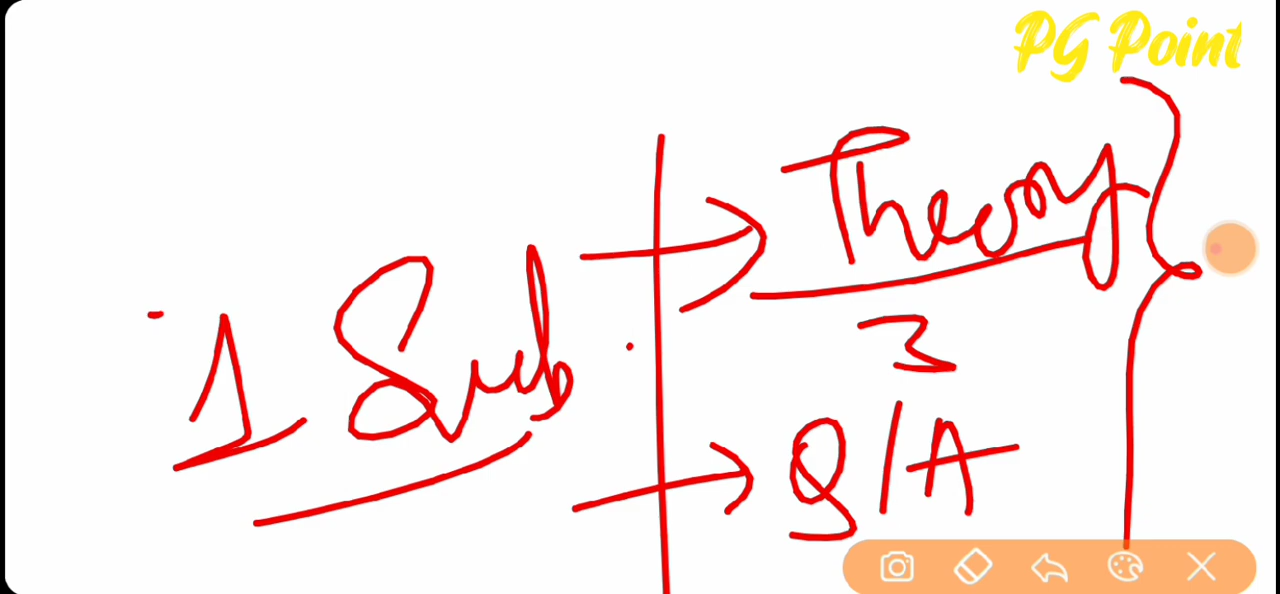 PG Point
1 Sub → Theory
3
→ Q/A